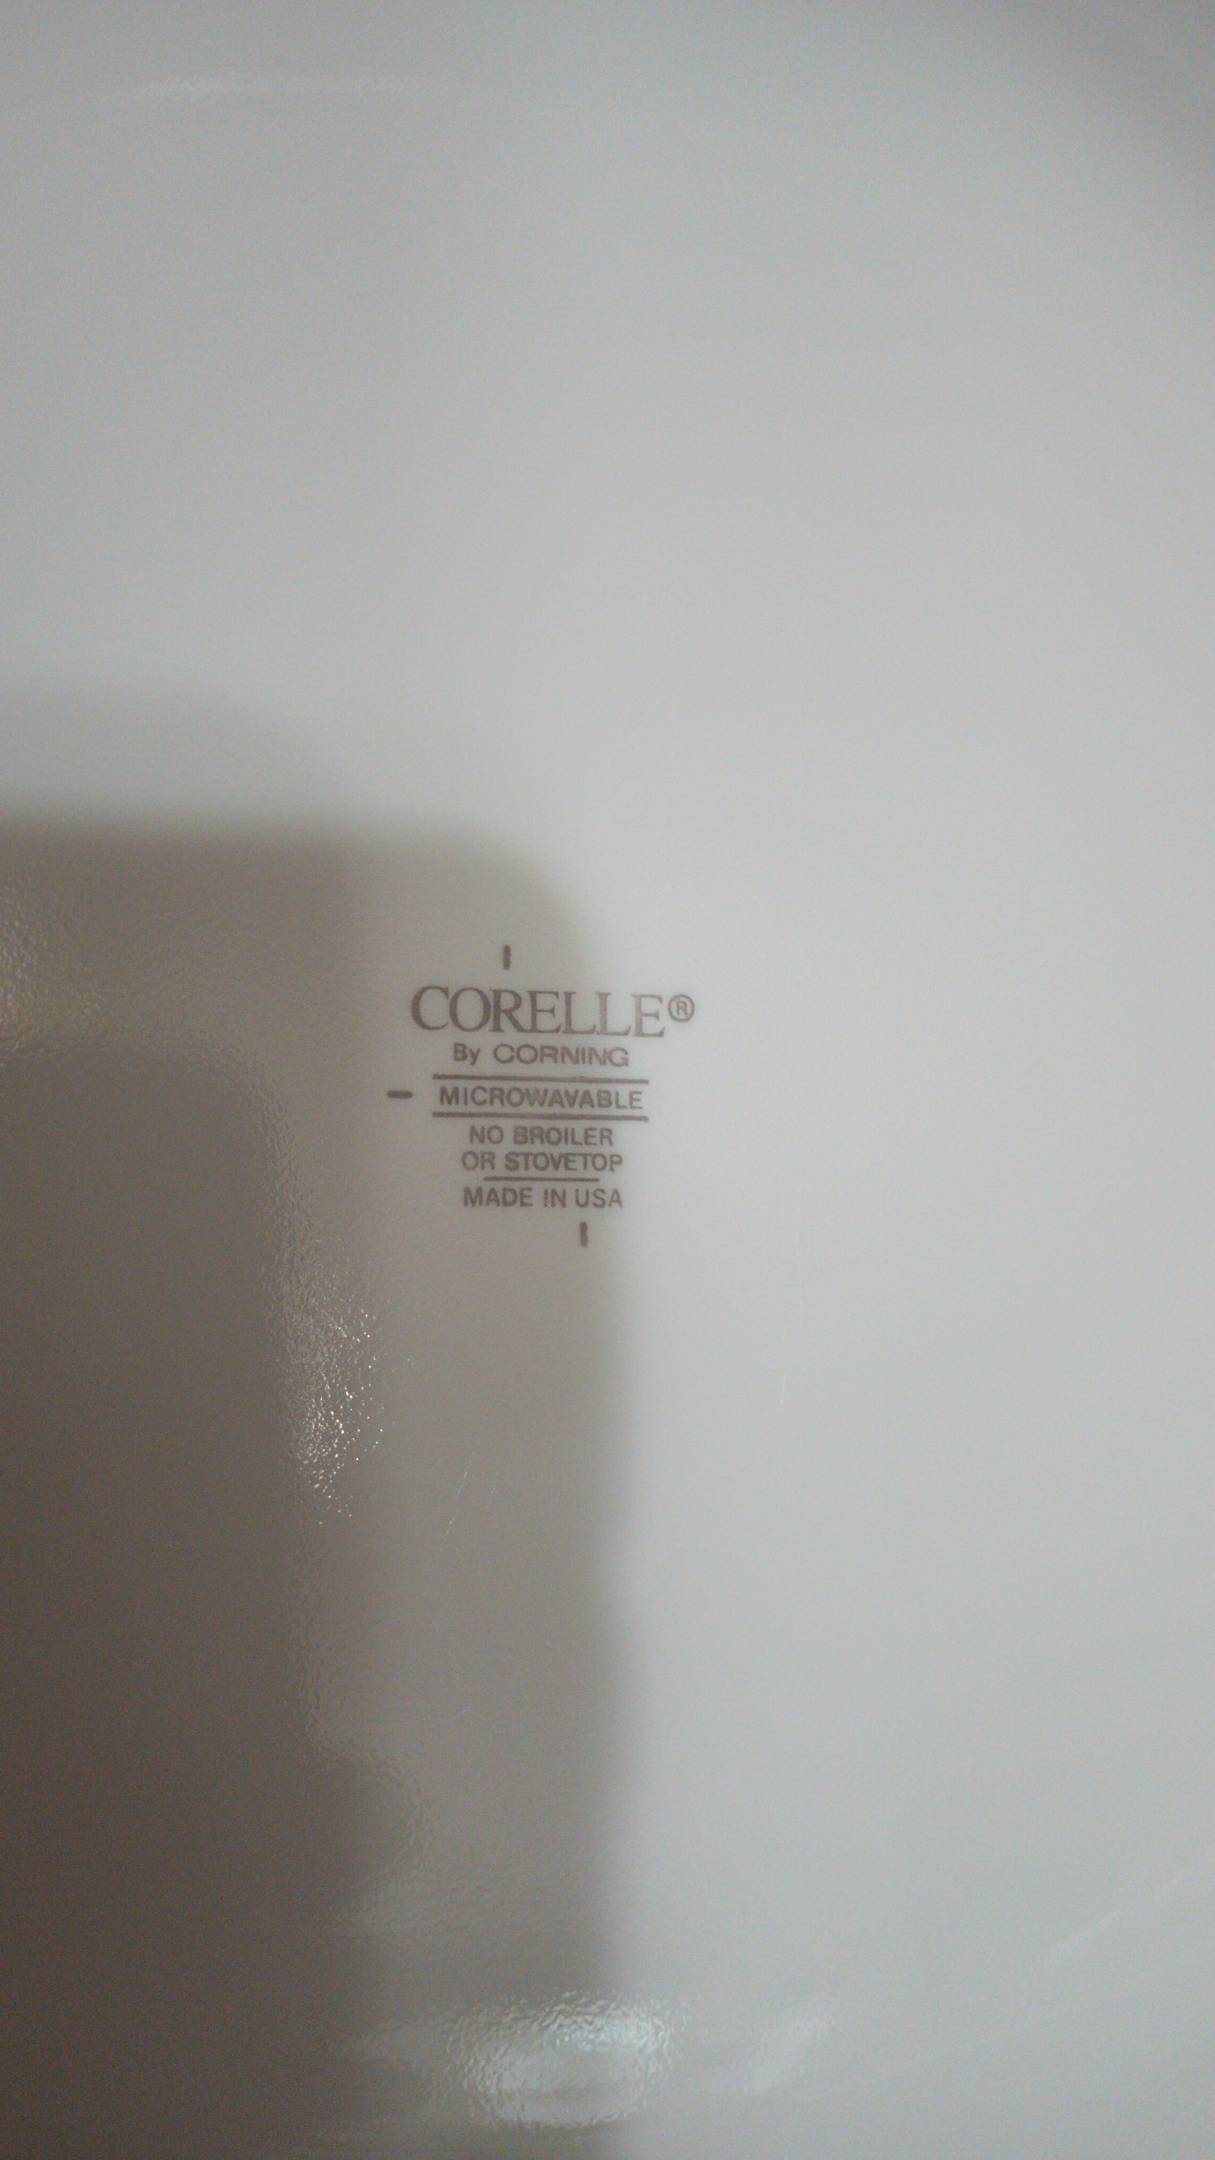 CORELLE®
By CORNING
MICROWAVABLE
NO BROILER
OR STOVETOP
MADE IN USA